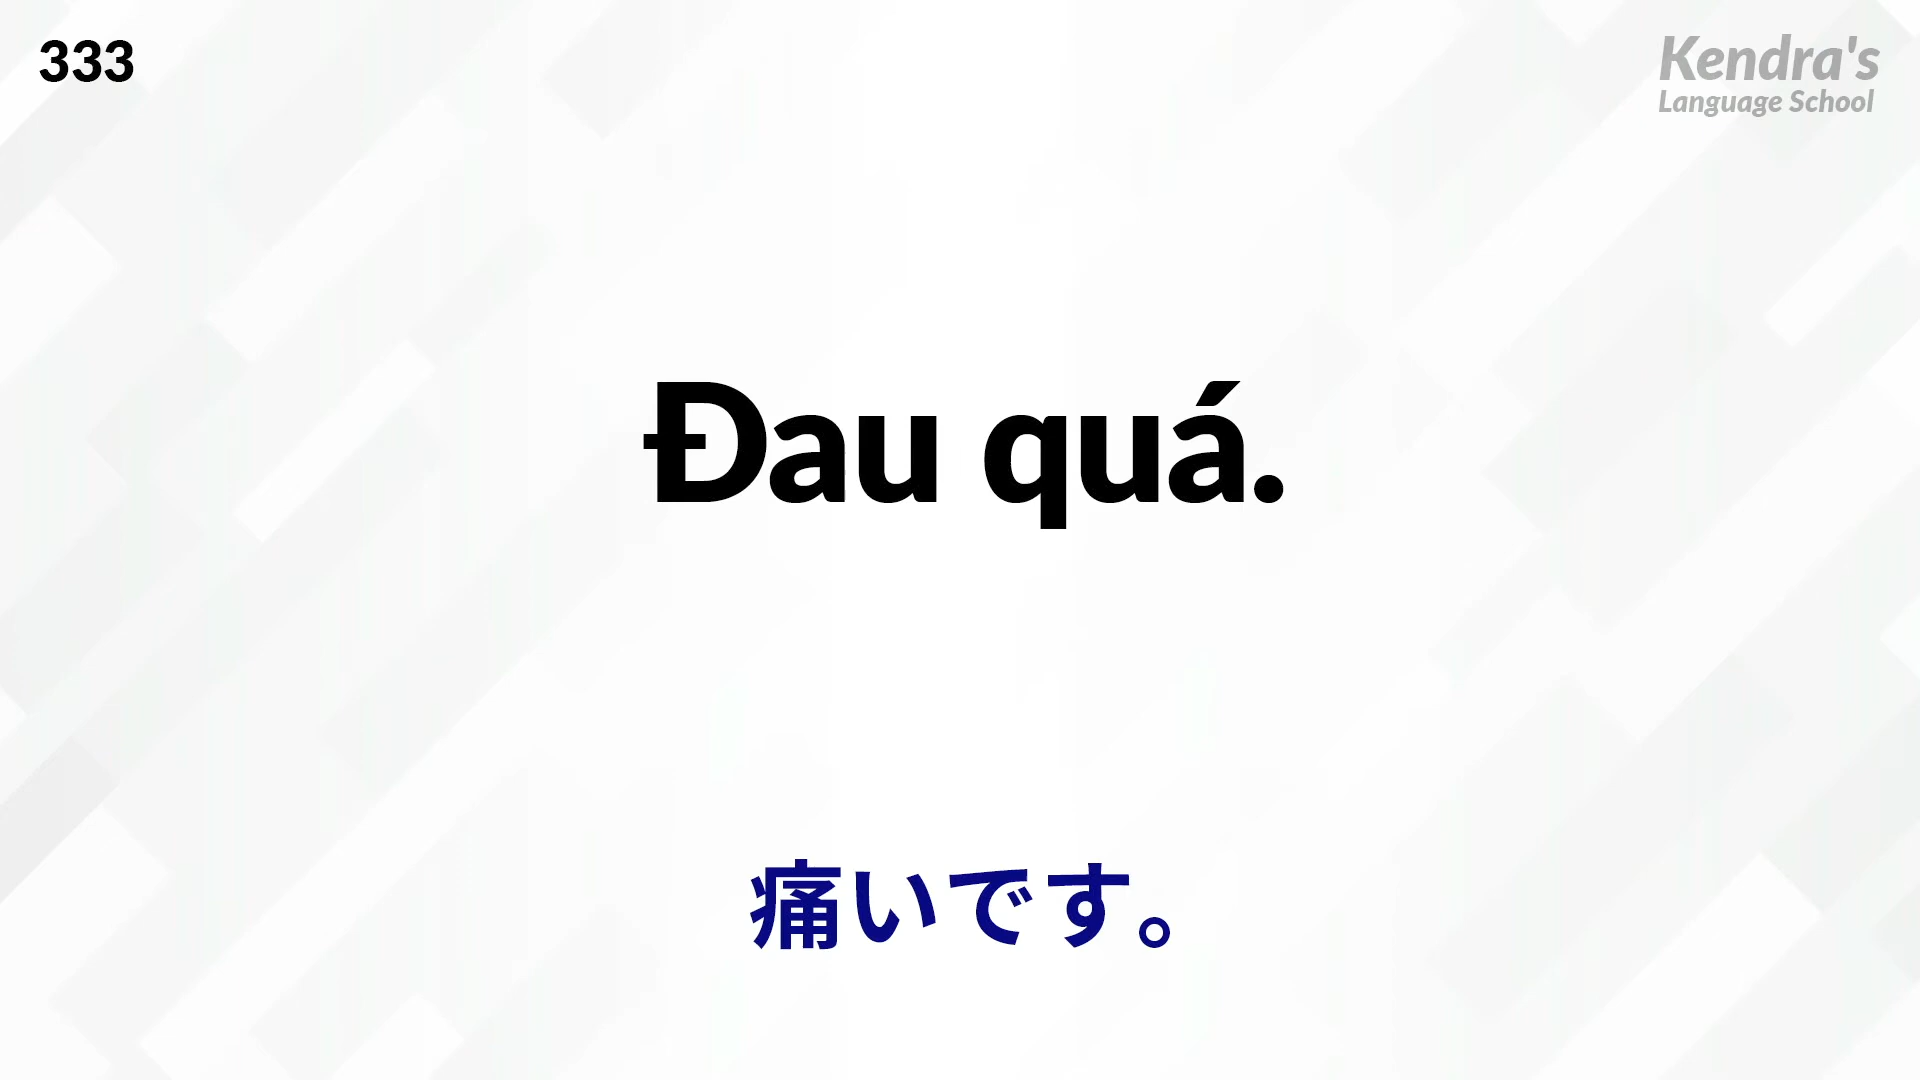 333
Kendra's
Language School
Đau quá.
痛いです。